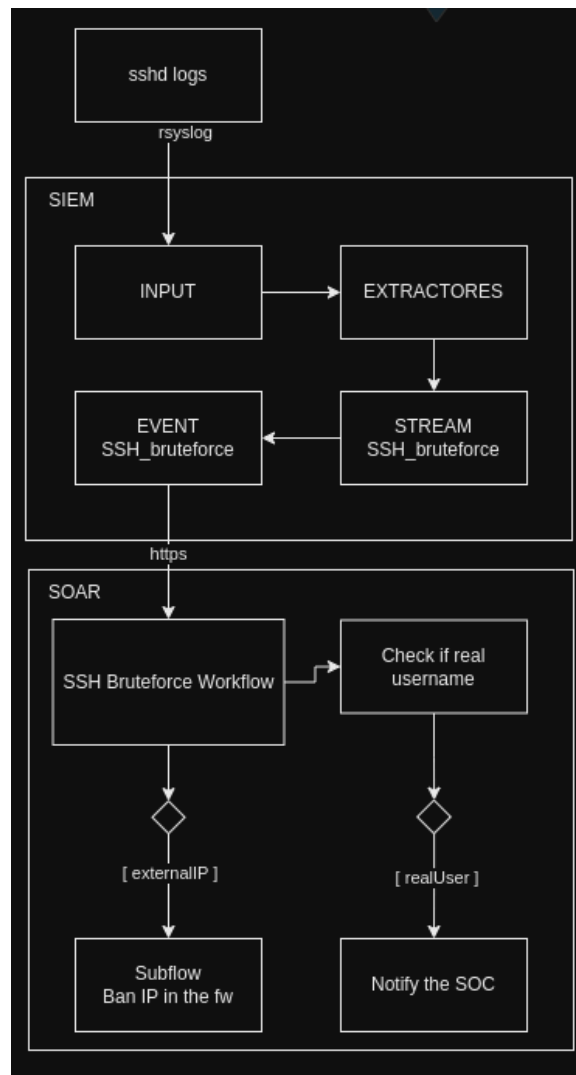 sshd logs
rsyslog
SIEM
INPUT
EXTRACTORES
EVENT
SSH_bruteforce
STREAM
SSH_bruteforce
https
SOAR
SSH Bruteforce Workflow
Check if real
username
[ externalIP ]
[ realUser ]
Subflow
Ban IP in the fw
Notify the SOC